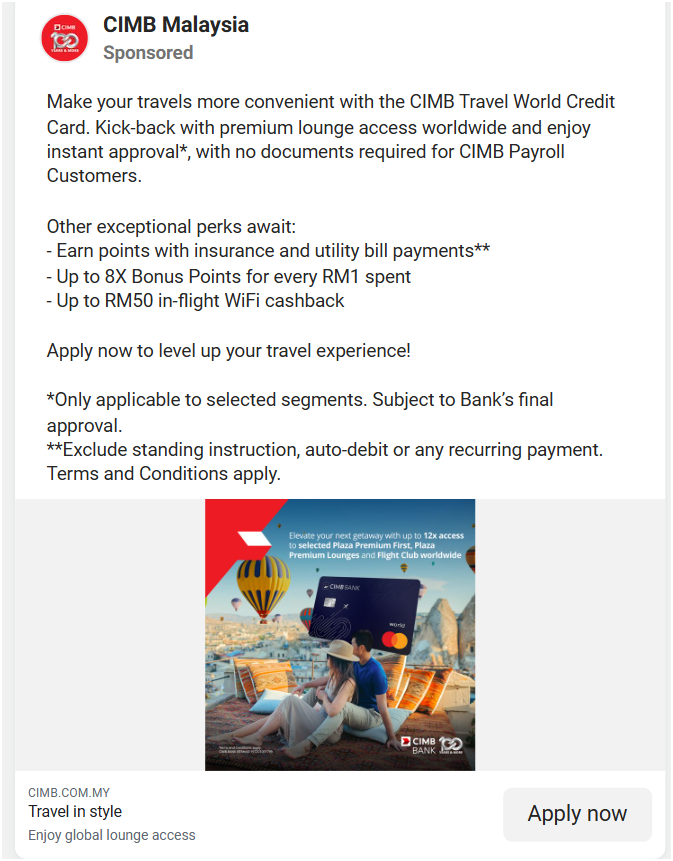 CIMB
100
YEARS & MORE
CIMB Malaysia
Sponsored
Make your travels more convenient with the CIMB Travel World Credit
Card. Kick-back with premium lounge access worldwide and enjoy
instant approval*, with no documents required for CIMB Payroll
Customers.
Other exceptional perks await:
- Earn points with insurance and utility bill payments**
- Up to 8X Bonus Points for every RM1 spent
- Up to RM50 in-flight WiFi cashback
Apply now to level up your travel experience!
*Only applicable to selected segments. Subject to Bank’s final
approval.
**Exclude standing instruction, auto-debit or any recurring payment.
Terms and Conditions apply.
Elevate your next getaway with up to 12x access
to selected Plaza Premium First, Plaza
Premium Lounges and Flight Club worldwide
CIMB BANK
world
Terms and Conditions apply.
CIMB
BANK
100
YEARS & MORE
CIMB.COM.MY
Travel in style
Enjoy global lounge access
Apply now